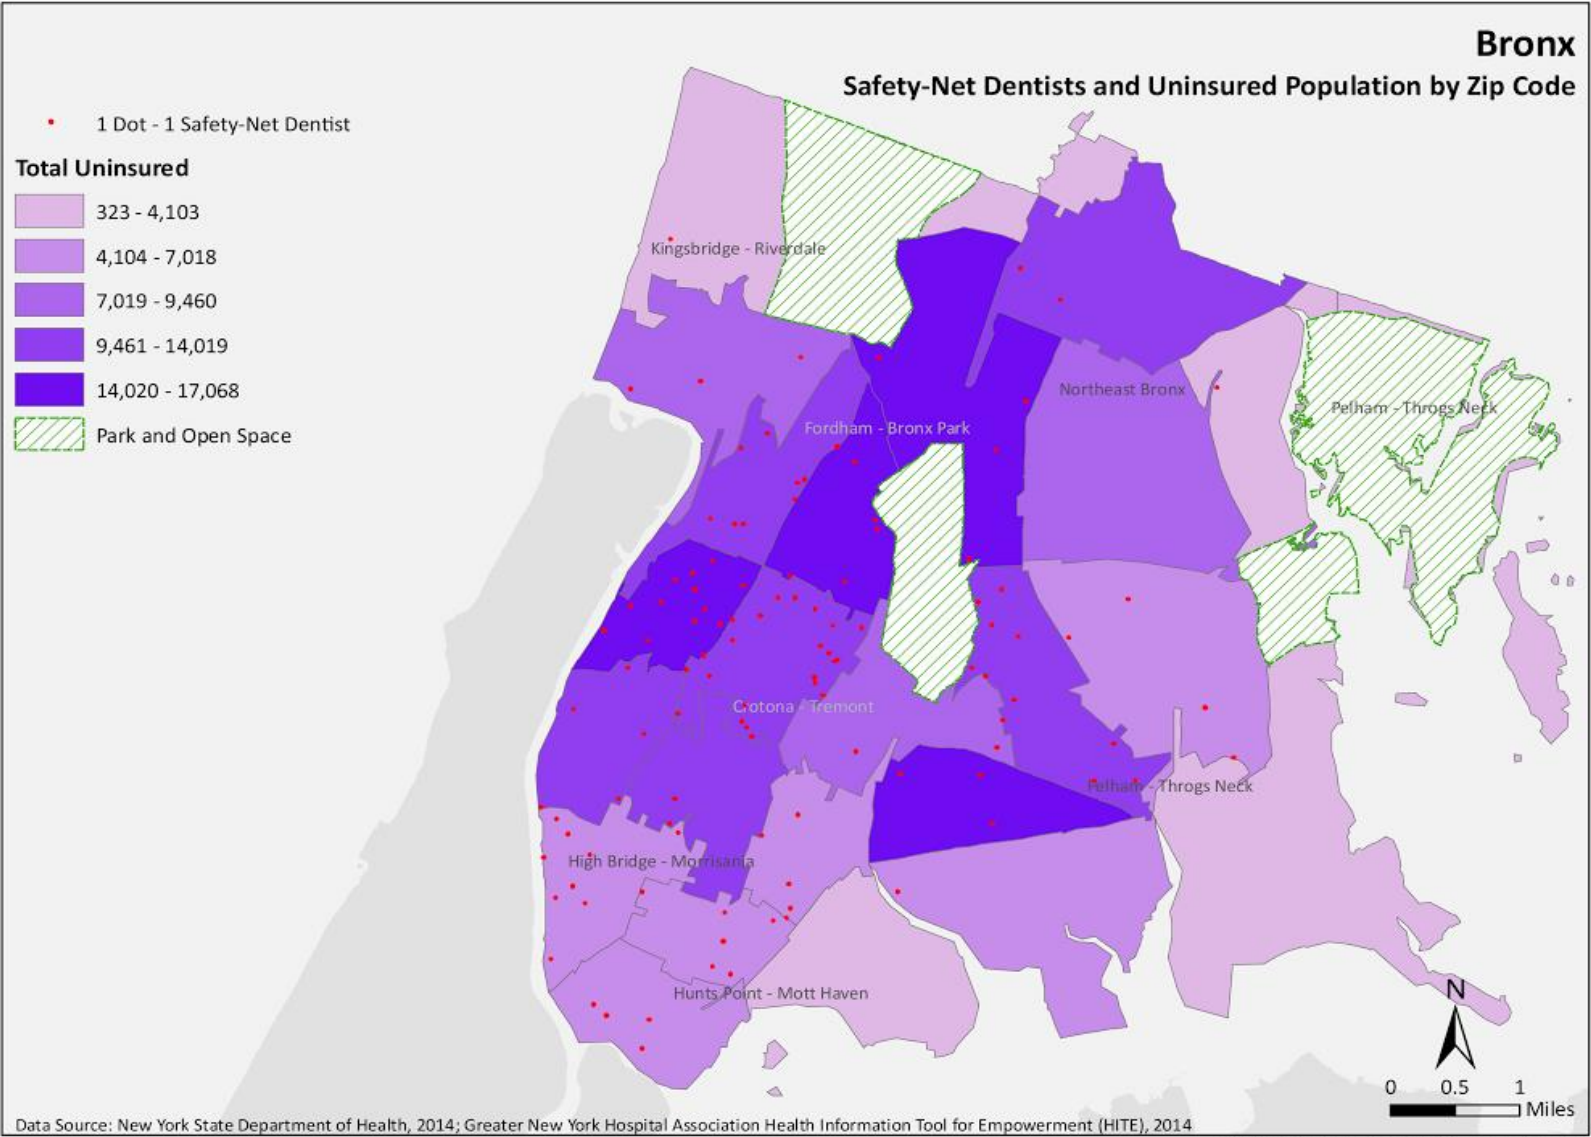 Bronx
Safety-Net Dentists and Uninsured Population by Zip Code
1 Dot - 1 Safety-Net Dentist
Total Uninsured
323 - 4,103
4,104 - 7,018
7,019 - 9,460
9,461 - 14,019
14,020 - 17,068
Park and Open Space
Kingsbridge - Riverdale
Northeast Bronx
Pelham - Throgs Neck
Fordham - Bronx Park
Crotona - Tremont
Pelham - Throgs Neck
High Bridge - Morrisania
Hunts Point - Mott Haven
N
0 0.5 1
Miles
Data Source: New York State Department of Health, 2014; Greater New York Hospital Association Health Information Tool for Empowerment (HITE), 2014